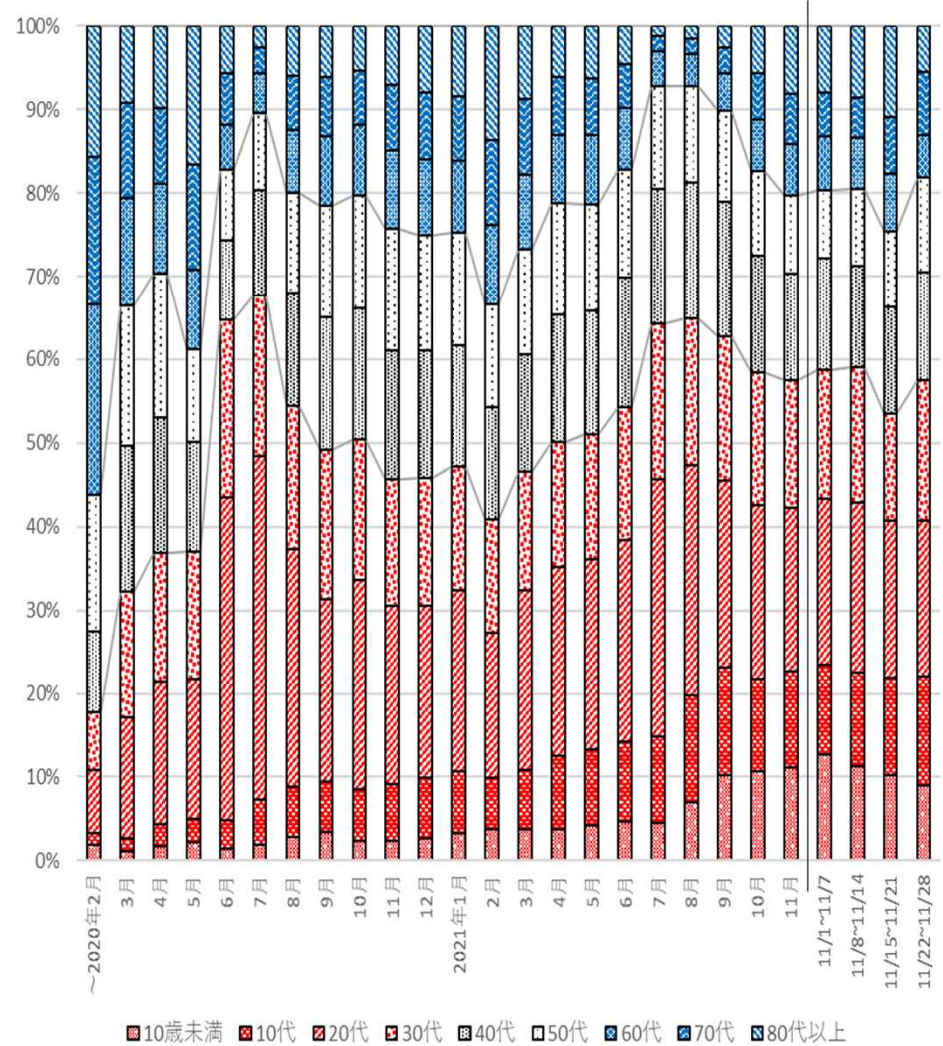 100%
90%
80%
70%
60%
50%
40%
30%
20%
10%
0%
～2020年2月
3月
4月
5月
6月
7月
8月
9月
10月
11月
12月
2021年1月
2月
3月
4月
5月
6月
7月
8月
9月
10月
11月
11/1~11/7
11/8~11/14
11/15~11/21
11/22~11/28
10歳未満 10代 20代 30代 40代 50代 60代 70代 80代以上